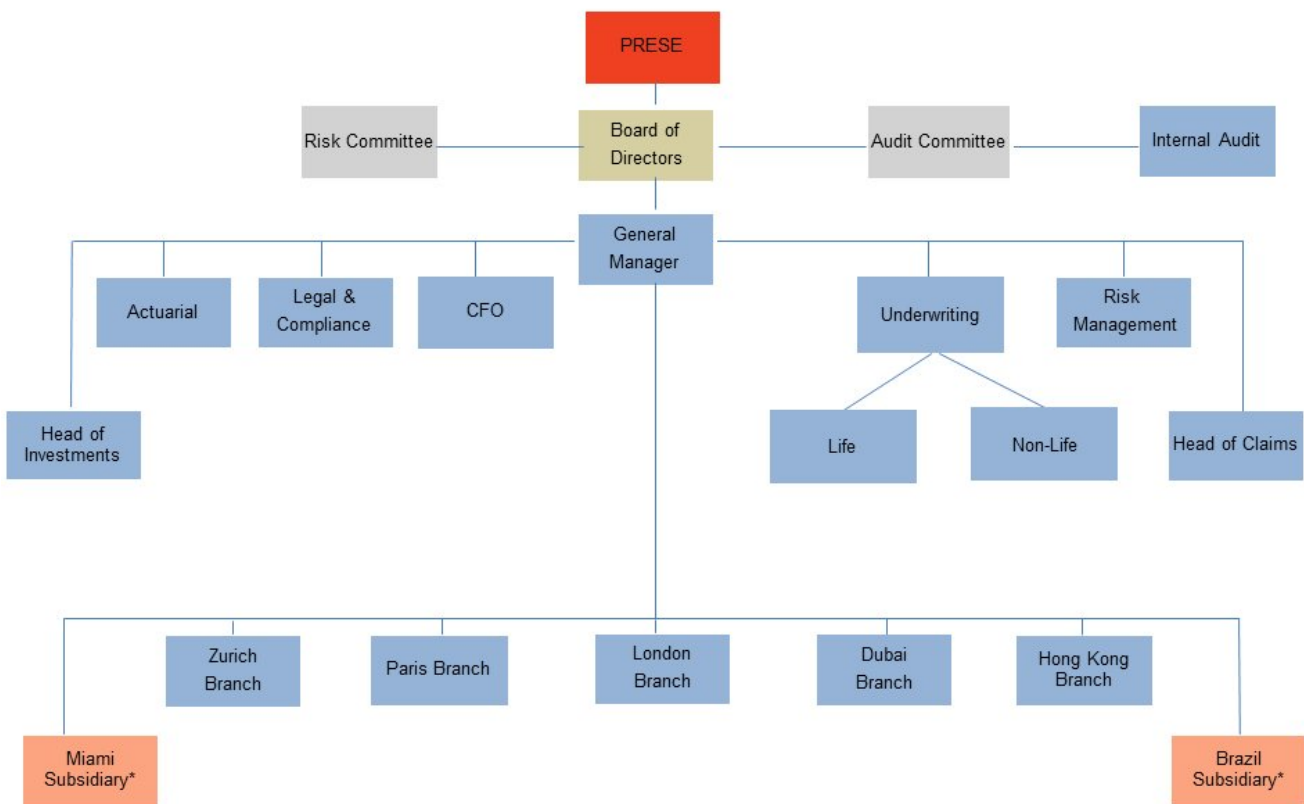 PRESE
Risk Committee
Board of
Directors
Audit Committee
Internal Audit
General
Manager
Actuarial
Legal &
Compliance
CFO
Underwriting
Risk
Management
Head of
Investments
Life
Non-Life
Head of Claims
Zurich
Branch
Paris Branch
London
Branch
Dubai
Branch
Hong Kong
Branch
Miami
Subsidiary*
Brazil
Subsidiary*